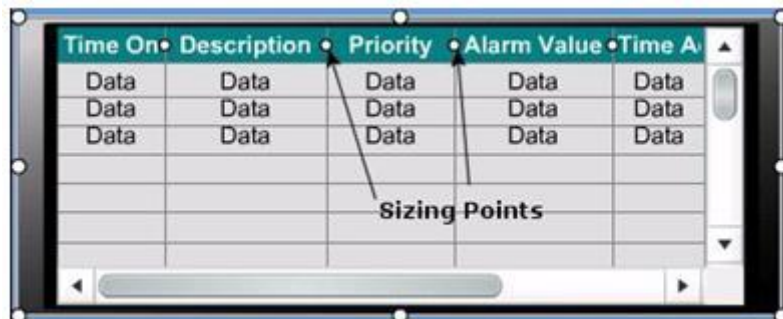 Time On Description Priority Alarm Value Time A
Data Data Data Data Data
Data Data Data Data Data
Data Data Data Data Data
Sizing Points